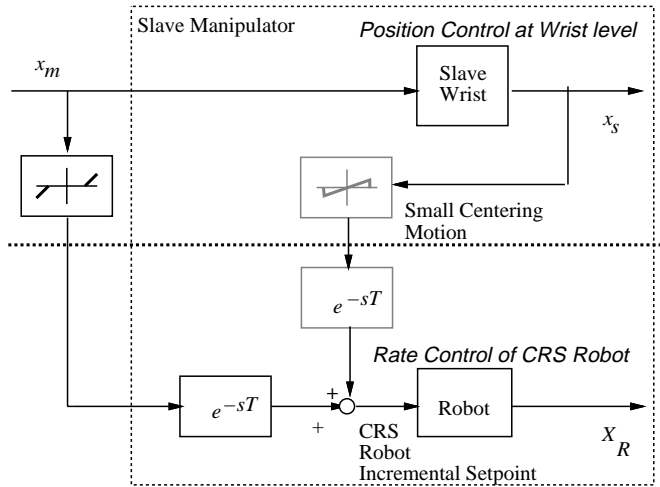 Slave Manipulator
Position Control at Wrist level
x_m
Slave
Wrist
x_s
Small Centering
Motion
e^{-sT}
Rate Control of CRS Robot
e^{-sT}
+
+
Robot
X_R
CRS
Robot
Incremental Setpoint